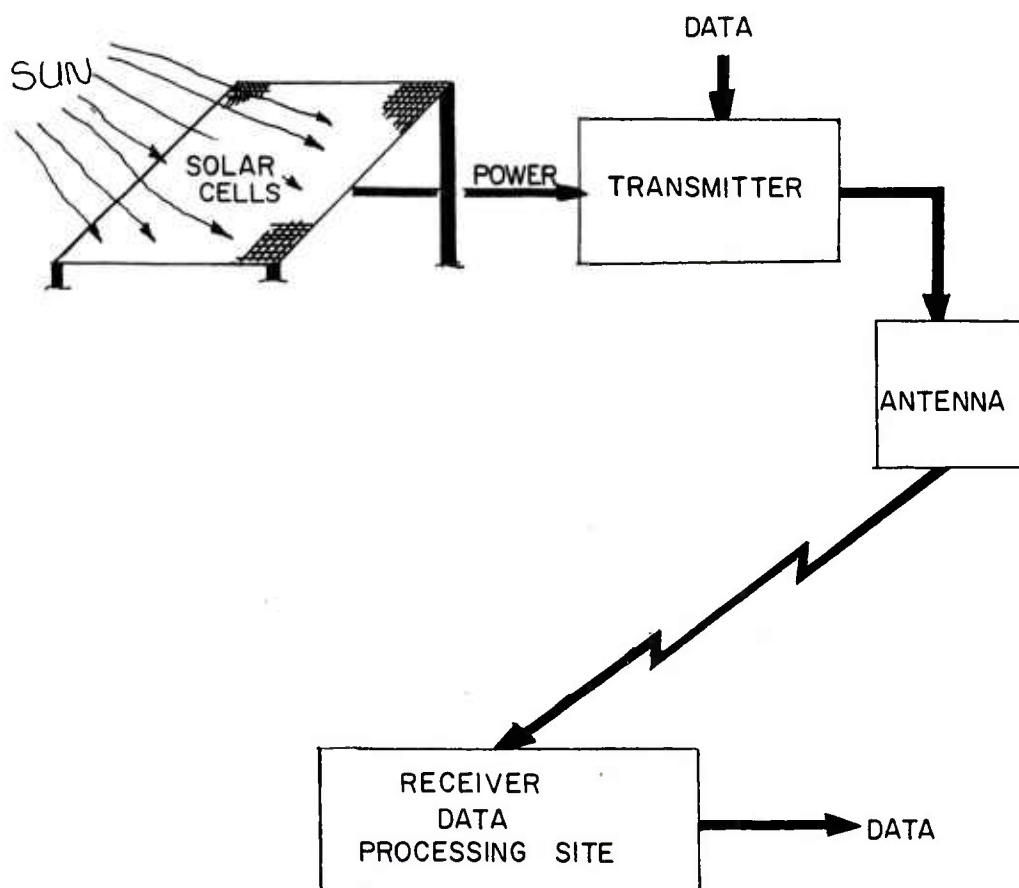 DATA
SUN
SOLAR
CELLS
POWER
TRANSMITTER
ANTENNA
RECEIVER
DATA
PROCESSING SITE
DATA